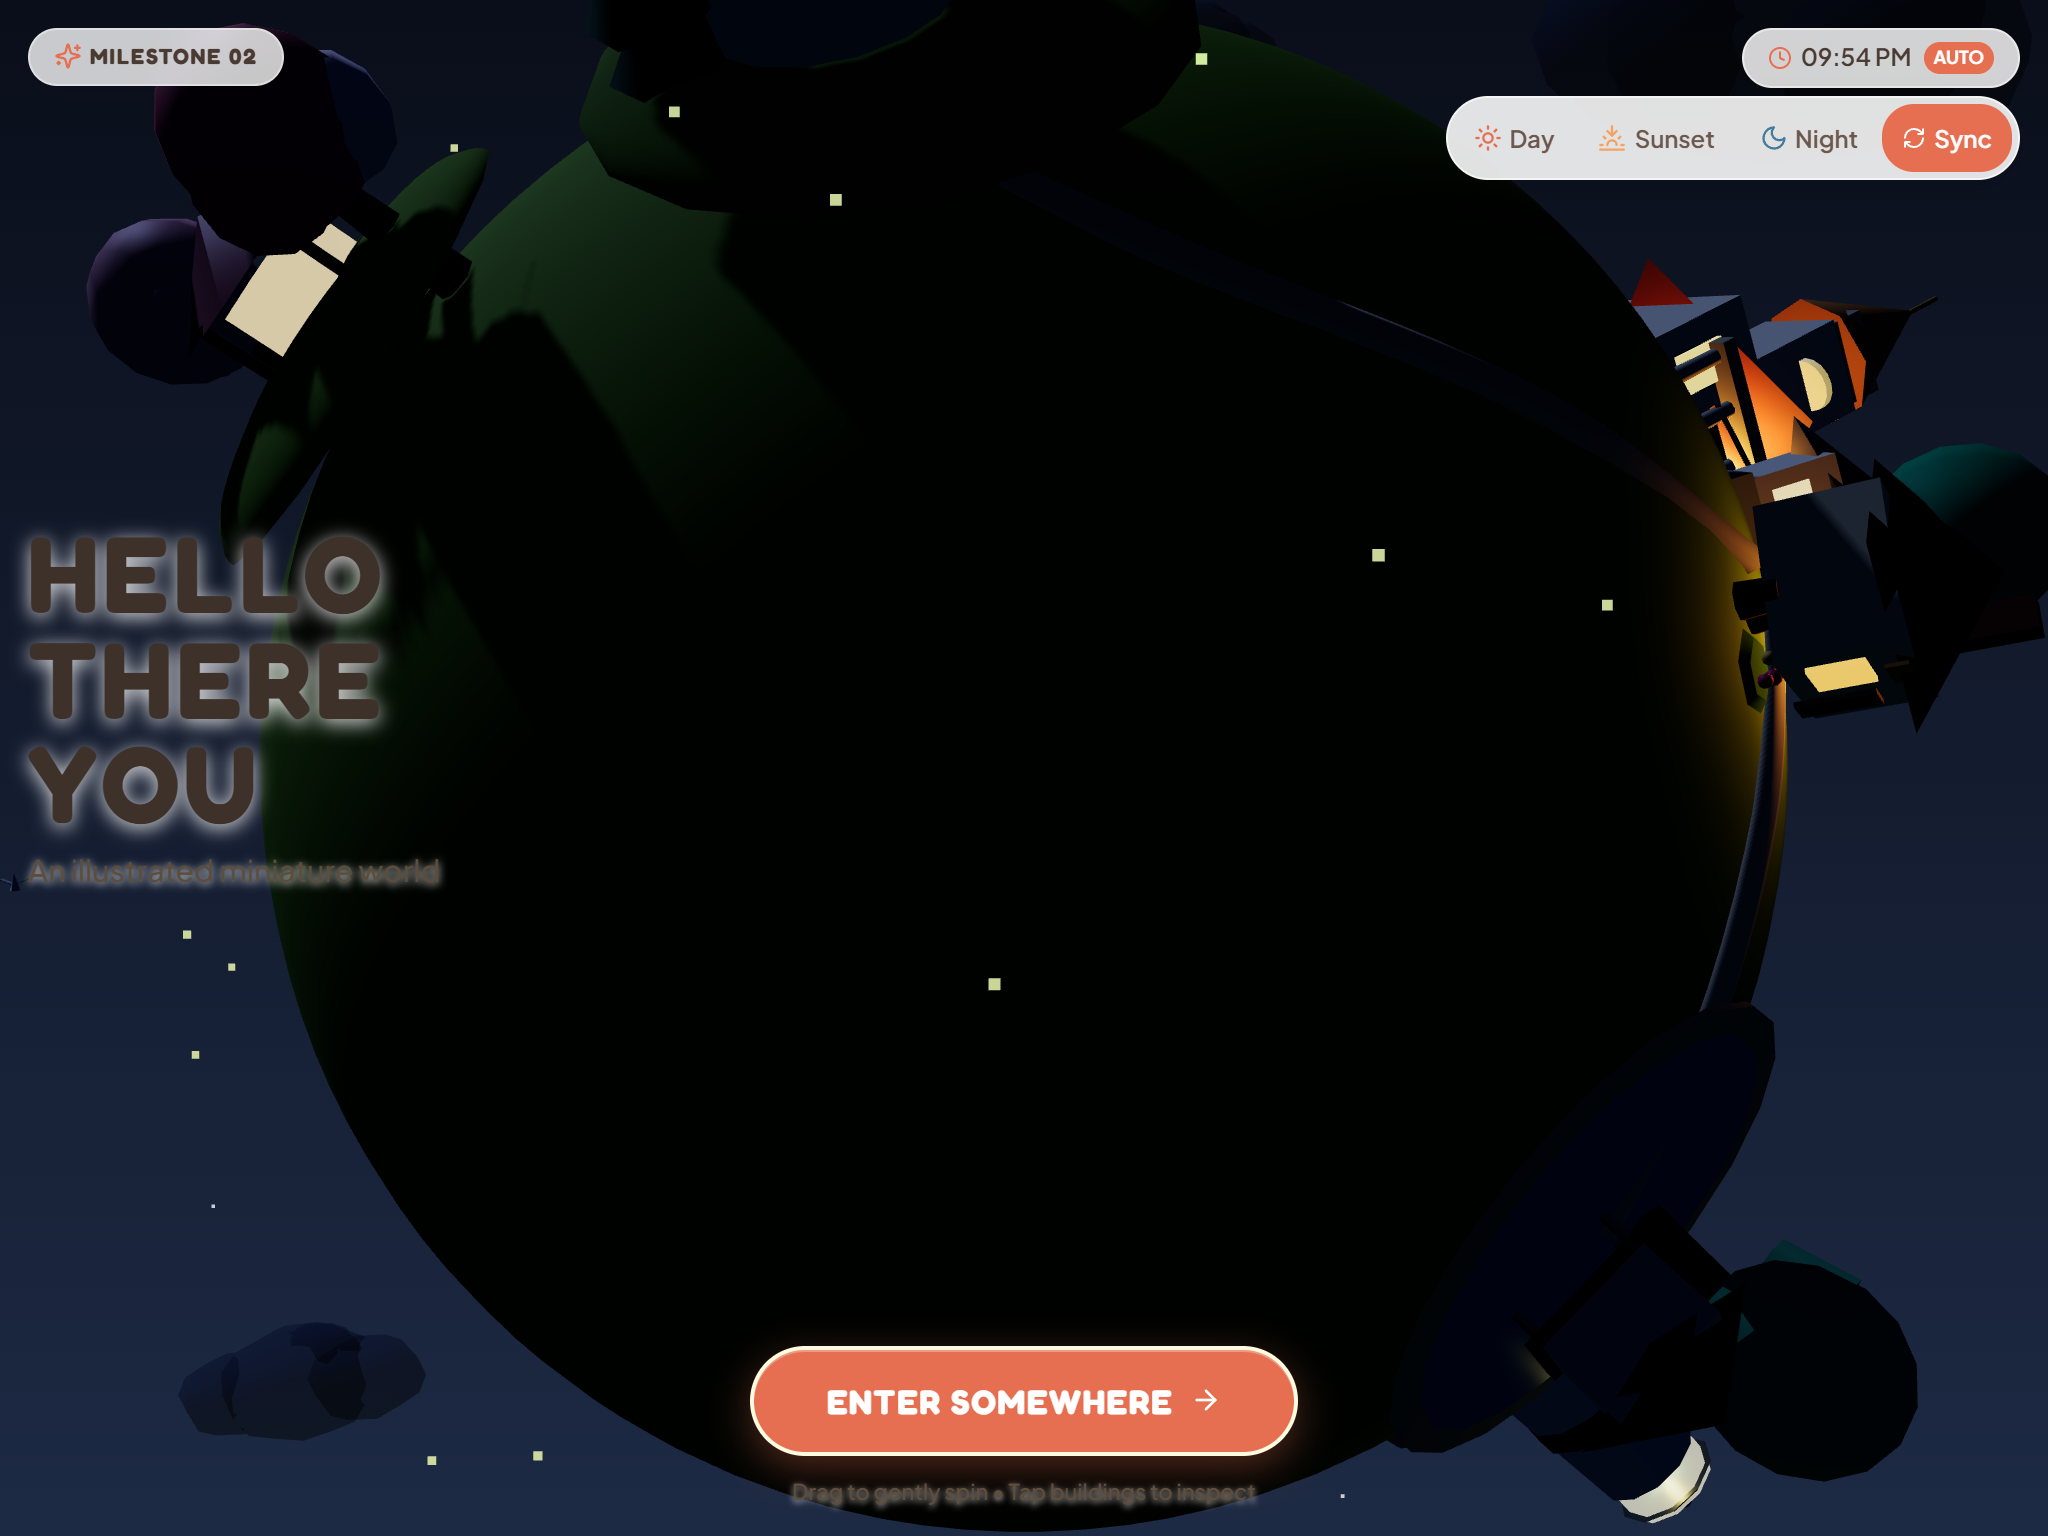 MILESTONE 02
09:54 PM AUTO
Day Sunset Night Sync
HELLO
THERE
YOU
An illustrated miniature world
ENTER SOMEWHERE →
Drag to gently spin • Tap buildings to inspect